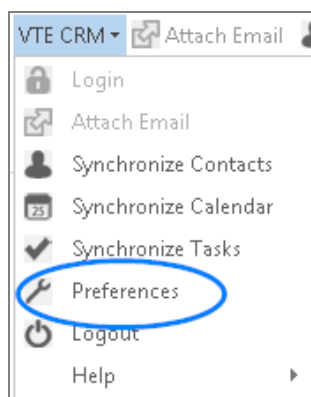 VTE CRM Attach Email
Login
Attach Email
Synchronize Contacts
25 Synchronize Calendar
Synchronize Tasks
Preferences
Logout
Help